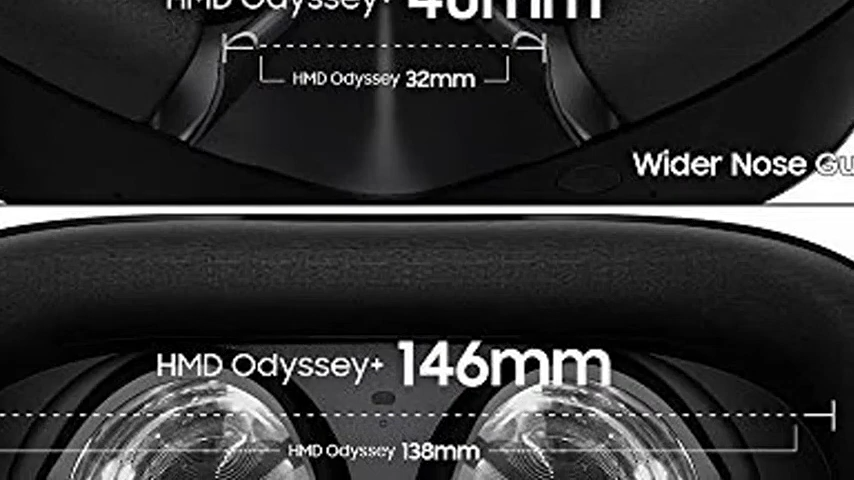 HMD Odyssey+
HMD Odyssey 32mm
Wider Nose
HMD Odyssey+ 146mm
HMD Odyssey 138mm